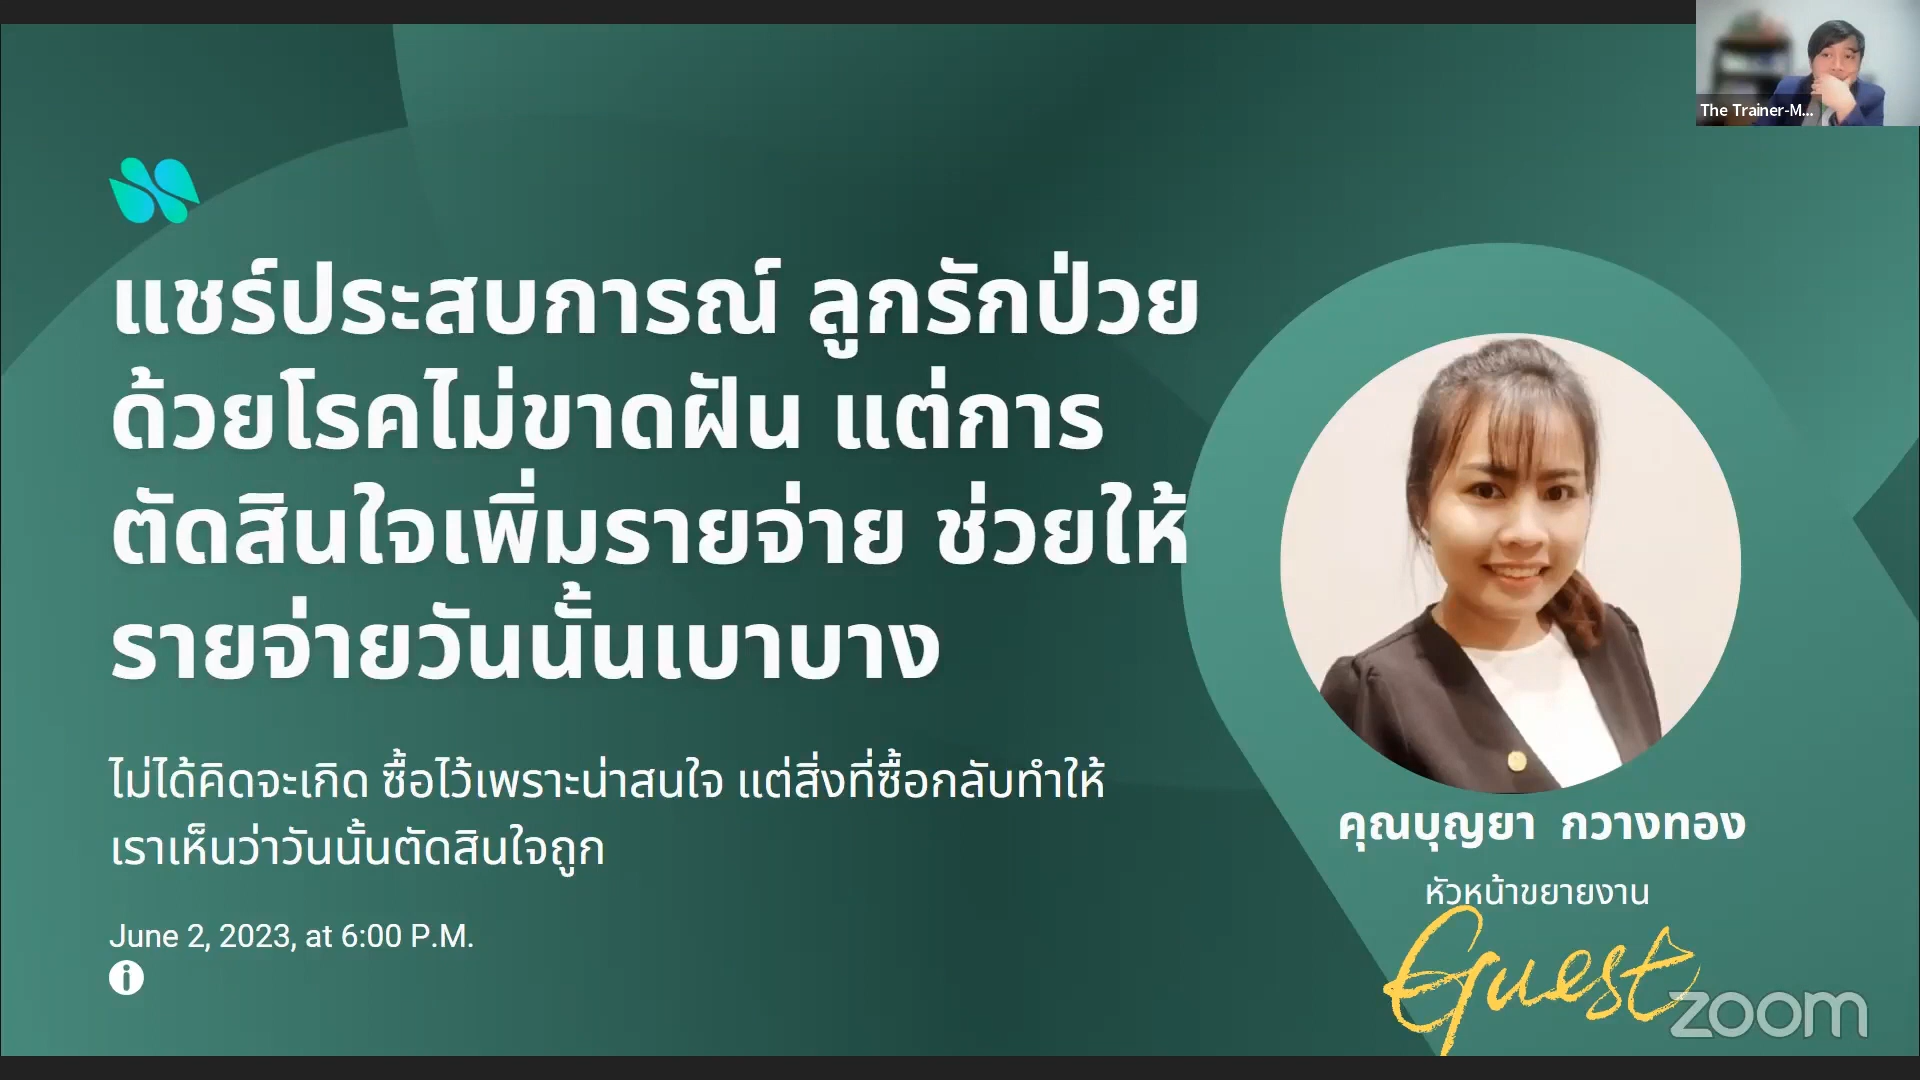 The Trainer-M...
แชร์ประสบการณ์ ลูกรักป่วย
ด้วยโรคไม่ขาดฝัน แต่การ
ตัดสินใจเพิ่มรายจ่าย ช่วยให้
รายจ่ายวันนั้นเบาบาง
ไม่ได้คิดจะเกิด ซื้อไว้เพราะน่าสนใจ แต่สิ่งที่ซื้อกลับทำให้
เราเห็นว่าวันนั้นตัดสินใจถูก
June 2, 2023, at 6:00 P.M.
คุณบุญยา กวางทอง
หัวหน้าขยายงาน
Guest
zoom